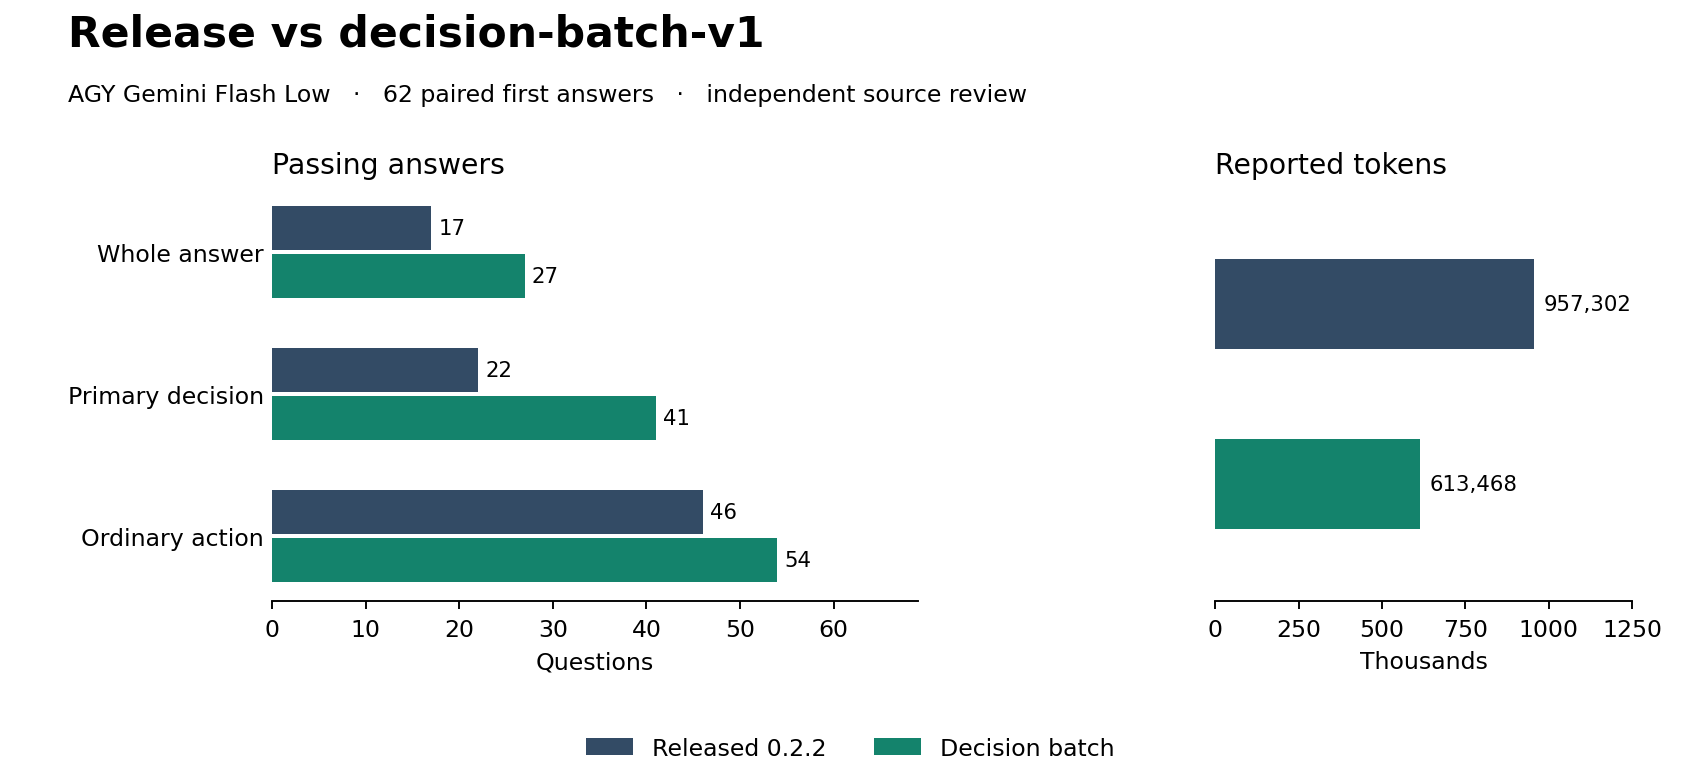 Release vs decision-batch-v1
AGY Gemini Flash Low · 62 paired first answers · independent source review
Passing answers
Whole answer
17
27
Primary decision
22
41
Ordinary action
46
54
0 10 20 30 40 50 60
Questions
Reported tokens
957,302
613,468
0 250 500 750 1000 1250
Thousands
Released 0.2.2 Decision batch